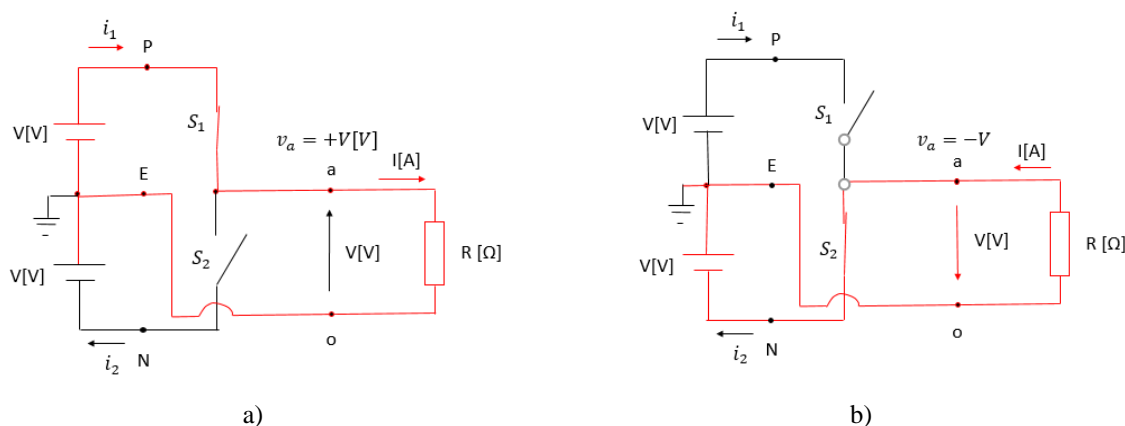 i₁
P
V[V]
S₁
vₐ = +V[V]
a
I[A]
E
S₂
V[V]
R [Ω]
V[V]
i₂
N
o
a)
i₁
P
V[V]
S₁
vₐ = −V
a
I[A]
E
S₂
V[V]
R [Ω]
V[V]
i₂
N
o
b)